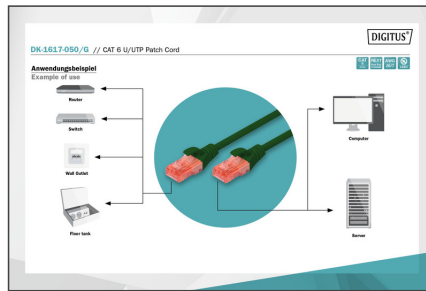 DIGITUS®
DK-1617-050/G // CAT 6 U/UTP Patch Cord
Anwendungsbeispiel
Example of use
Router
Switch
Wall Outlet
Floor tank
Computer
Server